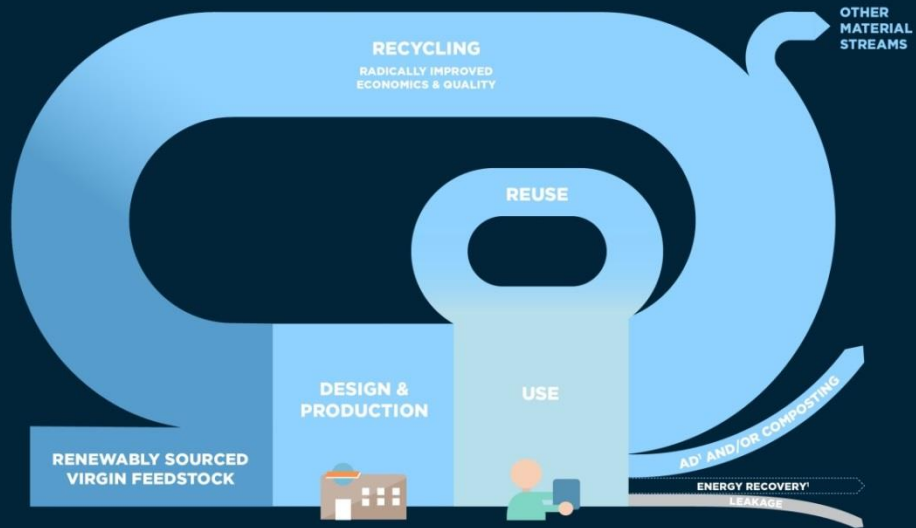 OTHER
MATERIAL
STREAMS
RECYCLING
RADICALLY IMPROVED
ECONOMICS & QUALITY
REUSE
DESIGN &
PRODUCTION
USE
RENEWABLY SOURCED
VIRGIN FEEDSTOCK
AD¹ AND/OR COMPOSTING
ENERGY RECOVERY¹
LEAKAGE